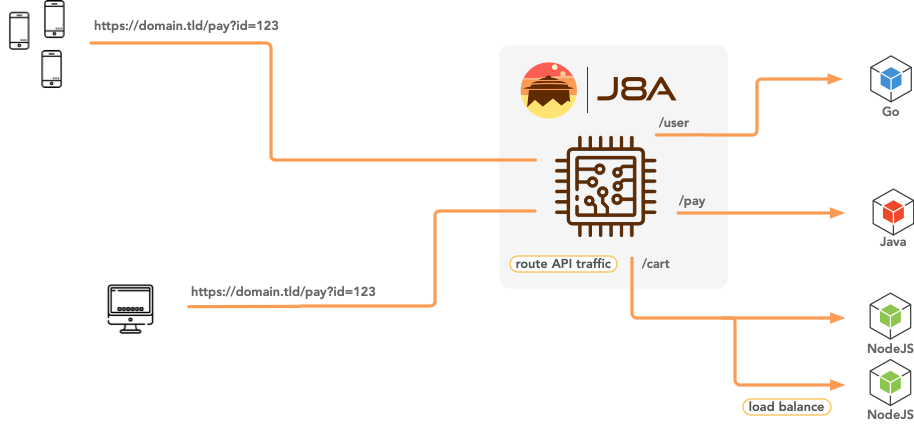 https://domain.tld/pay?id=123
J8A
/user
Go
/pay
Java
route API traffic
/cart
https://domain.tld/pay?id=123
NodeJS
load balance
NodeJS